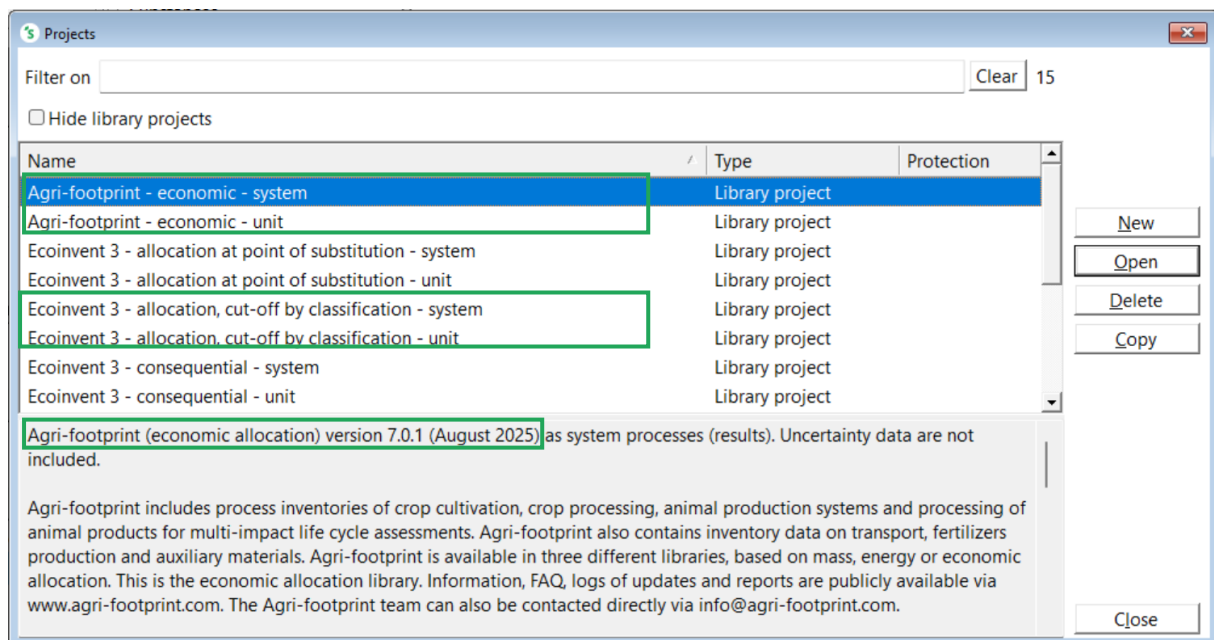 Projects
Filter on
Clear
15
Hide library projects
Name
Type
Protection
Agri-footprint - economic - system
Library project
Agri-footprint - economic - unit
Library project
Ecoinvent 3 - allocation at point of substitution - system
Library project
Ecoinvent 3 - allocation at point of substitution - unit
Library project
Ecoinvent 3 - allocation, cut-off by classification - system
Library project
Ecoinvent 3 - allocation, cut-off by classification - unit
Library project
Ecoinvent 3 - consequential - system
Library project
Ecoinvent 3 - consequential - unit
Library project
New
Open
Delete
Copy
Agri-footprint (economic allocation) version 7.0.1 (August 2025) as system processes (results). Uncertainty data are not
included.
Agri-footprint includes process inventories of crop cultivation, crop processing, animal production systems and processing of
animal products for multi-impact life cycle assessments. Agri-footprint also contains inventory data on transport, fertilizers
production and auxiliary materials. Agri-footprint is available in three different libraries, based on mass, energy or economic
allocation. This is the economic allocation library. Information, FAQ, logs of updates and reports are publicly available via
www.agri-footprint.com. The Agri-footprint team can also be contacted directly via info@agri-footprint.com.
Close